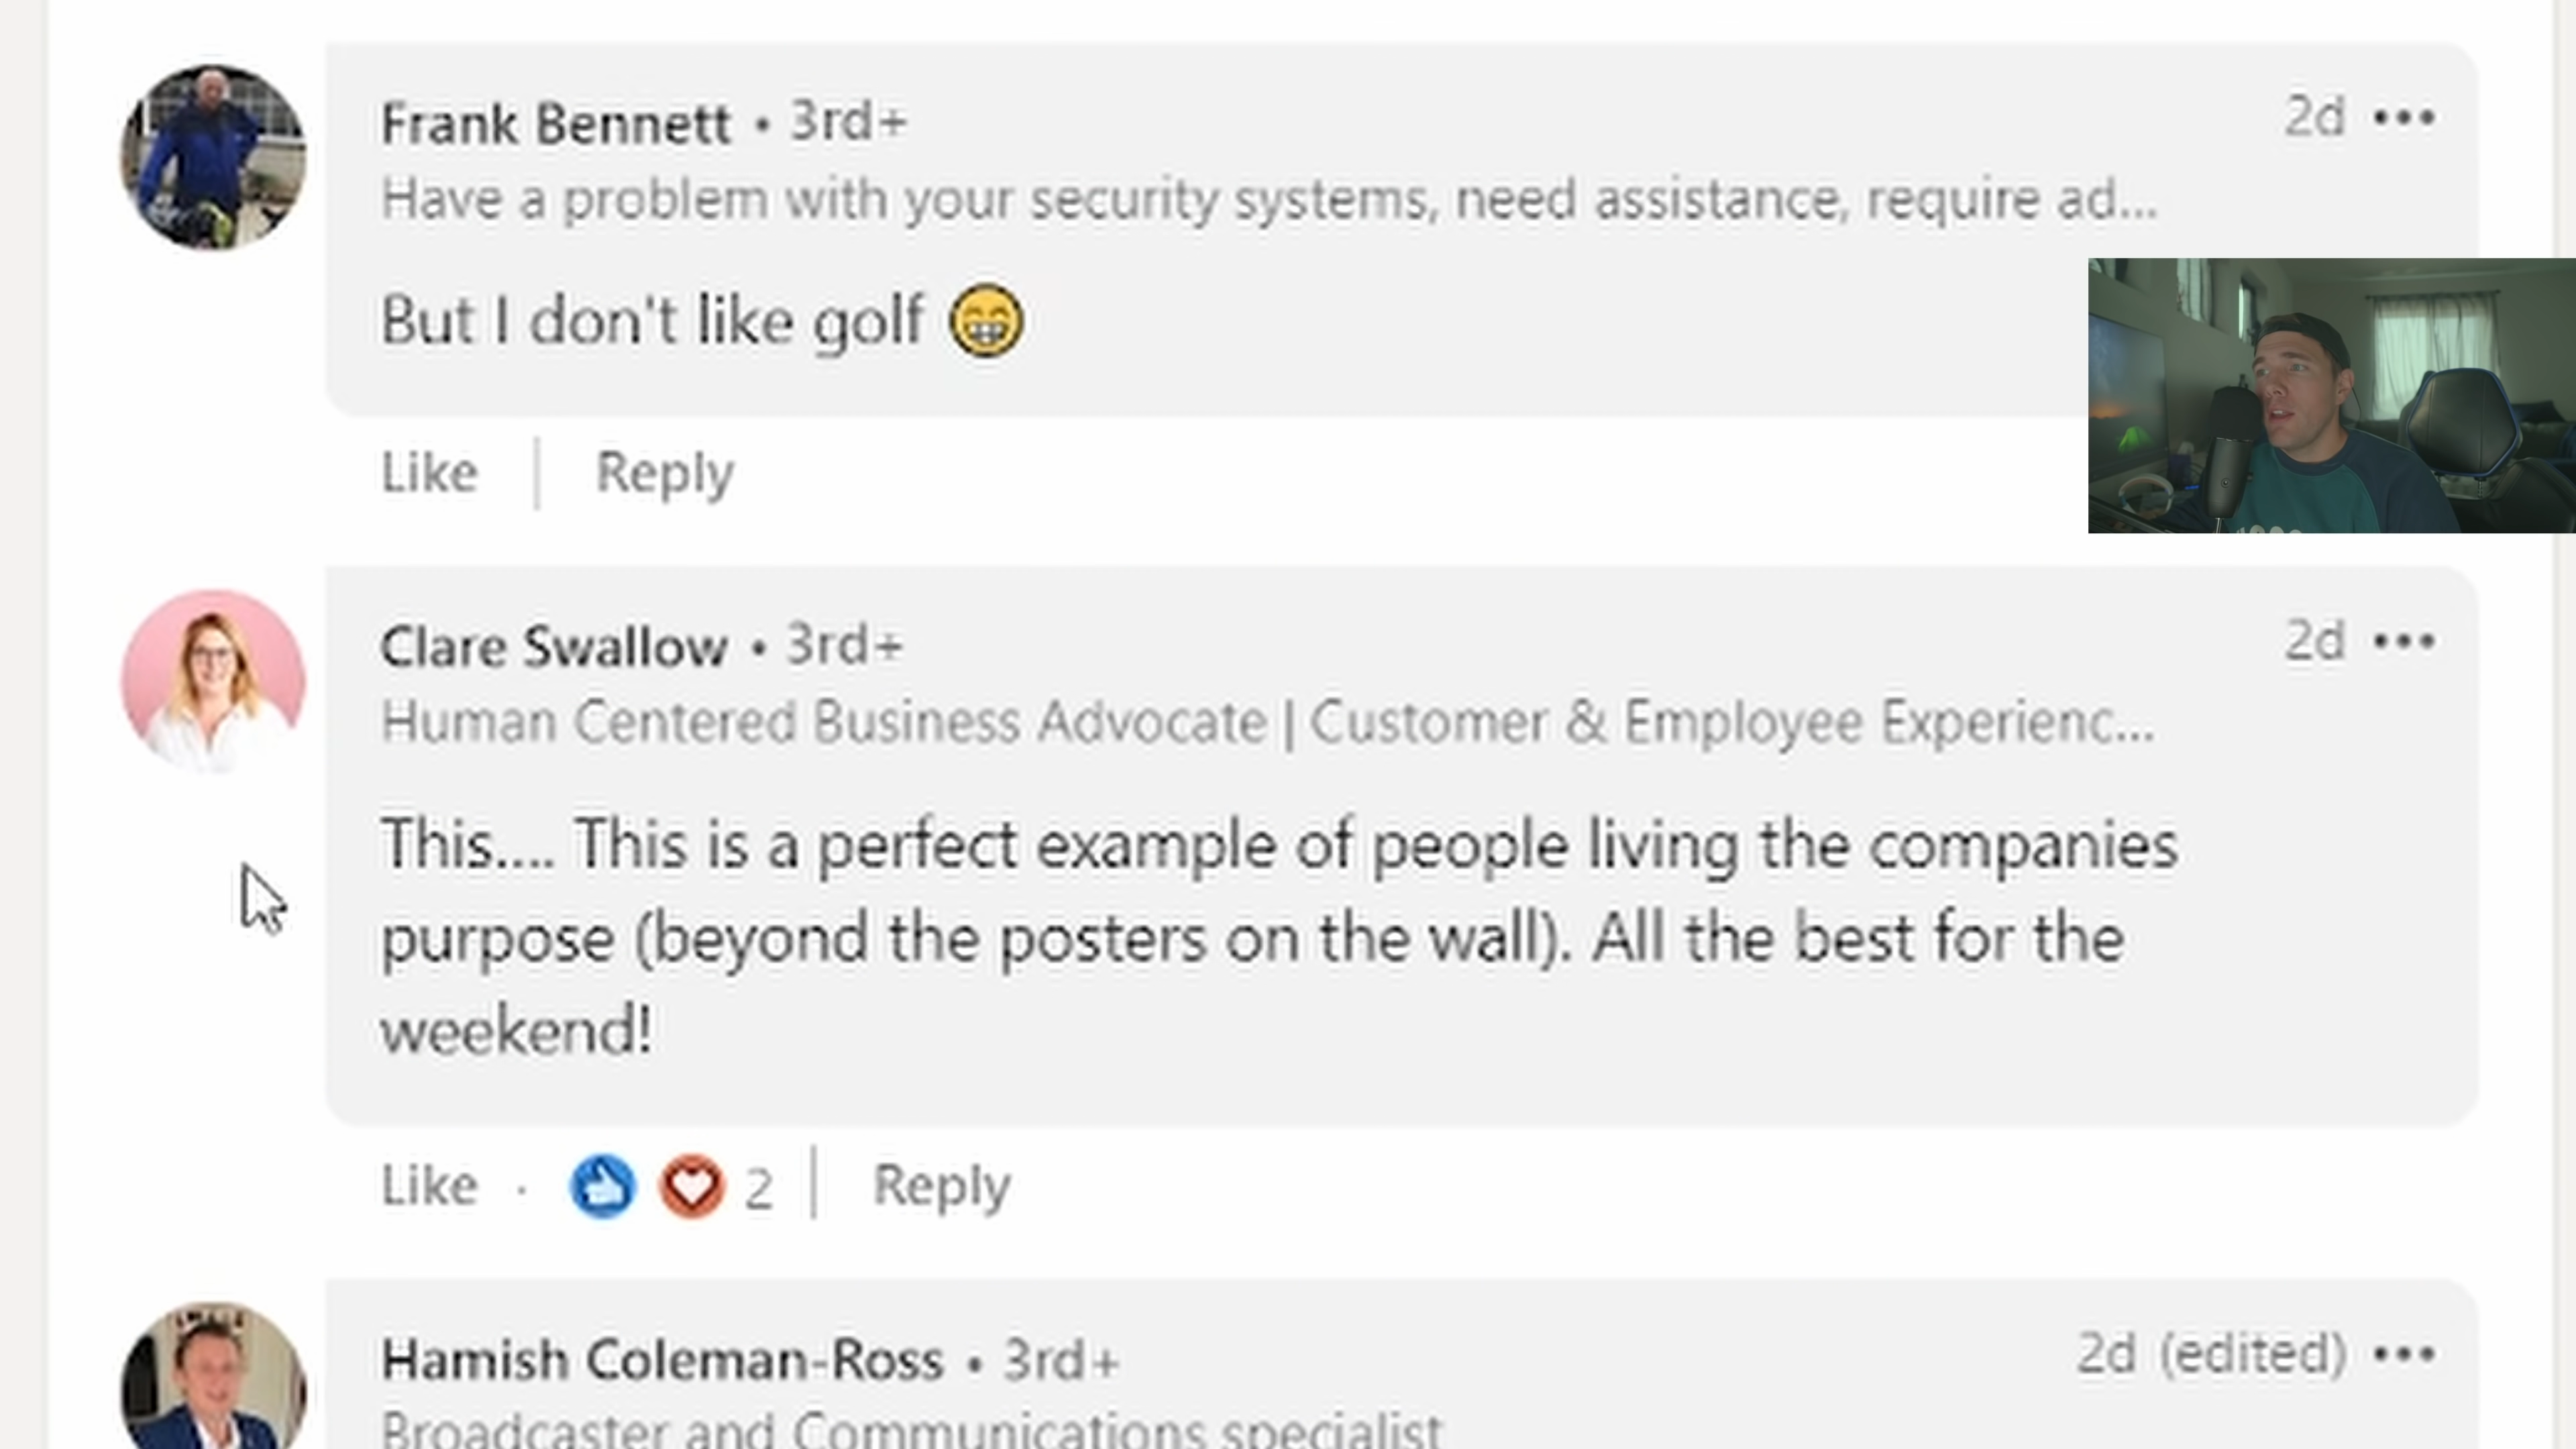 Frank Bennett • 3rd+ 2d
Have a problem with your security systems, need assistance, require ad...
But I don't like golf 😁
Like Reply
Clare Swallow • 3rd+ 2d
Human Centered Business Advocate | Customer & Employee Experienc...
This.... This is a perfect example of people living the companies
purpose (beyond the posters on the wall). All the best for the
weekend!
Like · 2 Reply
Hamish Coleman-Ross • 3rd+ 2d (edited)
Broadcaster and Communications specialist